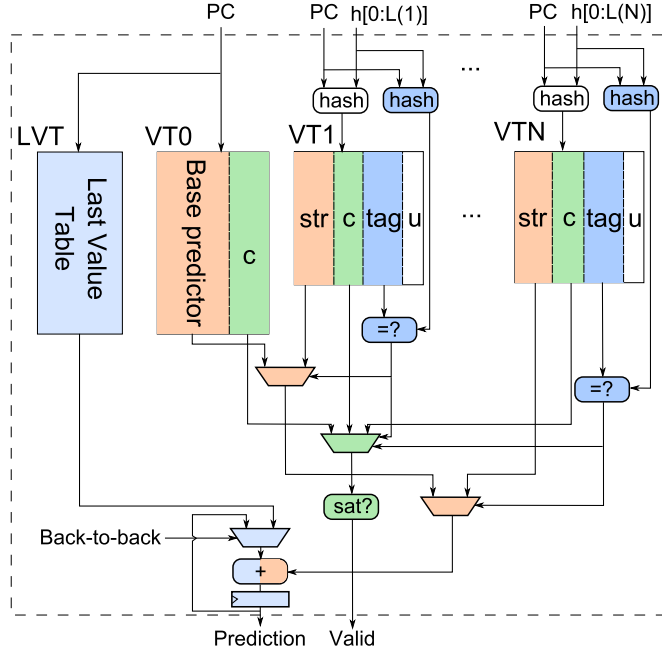 PC PC h[0:L(1)] PC h[0:L(N)]
...
hash hash hash hash
LVT VT0 VT1 VTN
Last Value
Table
Base predictor
c
str c tag u
...
str c tag u
=?
=?
sat?
Back-to-back
+
Prediction Valid